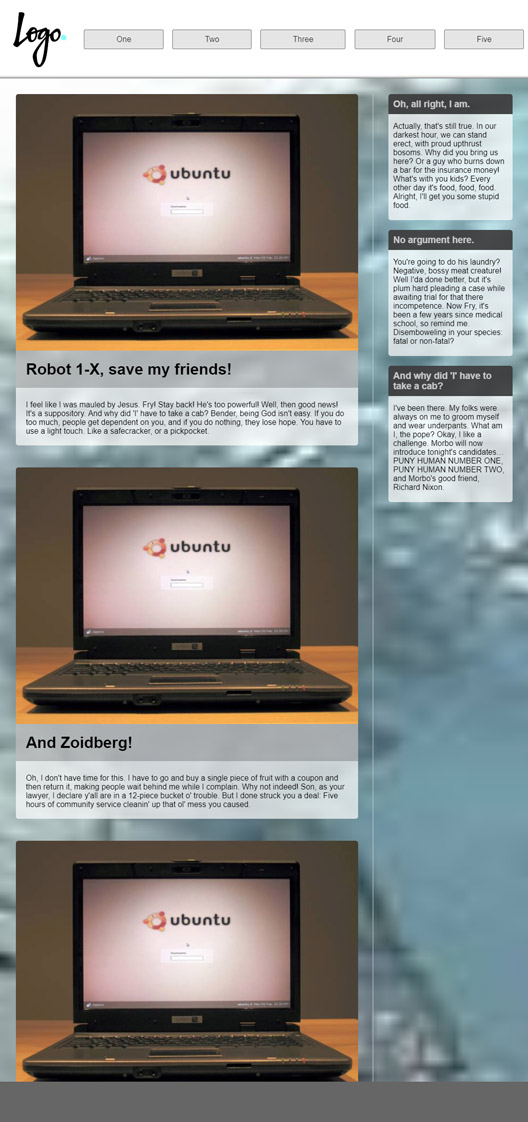 Logo.
One Two Three Four Five
ubuntu
Robot 1-X, save my friends!
I feel like I was mauled by Jesus. Fry! Stay back! He's too powerful! Well, then good news!
It's a suppository. And why did 'I' have to take a cab? Bender, being God isn't easy. If you do
too much, people get dependent on you, and if you do nothing, they lose hope. You have to
use a light touch. Like a safecracker, or a pickpocket.
ubuntu
And Zoidberg!
Oh, I don't have time for this. I have to go and buy a single piece of fruit with a coupon and
then return it, making people wait behind me while I complain. Why not indeed! Son, as your
lawyer, I declare y'all are in a 12-piece bucket o' trouble. But I done struck you a deal: Five
hours of community service cleanin' up that ol' mess you caused.
ubuntu
Oh, all right, I am.
Actually, that's still true. In our
darkest hour, we can stand
erect, with proud upthrust
bosoms. Why did you bring us
here? Or a guy who burns down
a bar for the insurance money!
What's with you kids? Every
other day it's food, food, food.
Alright, I'll get you some stupid
food.
No argument here.
You're going to do his laundry?
Negative, bossy meat creature!
Well I'da done better, but it's
plum hard pleading a case while
awaiting trial for that there
incompetence. Now Fry, it's
been a few years since medical
school, so remind me.
Disemboweling in your species:
fatal or non-fatal?
And why did 'I' have to
take a cab?
I've been there. My folks were
always on me to groom myself
and wear underpants. What am
I, the pope? Okay, I like a
challenge. Morbo will now
introduce tonight's candidates...
PUNY HUMAN NUMBER ONE,
PUNY HUMAN NUMBER TWO,
and Morbo's good friend,
Richard Nixon.